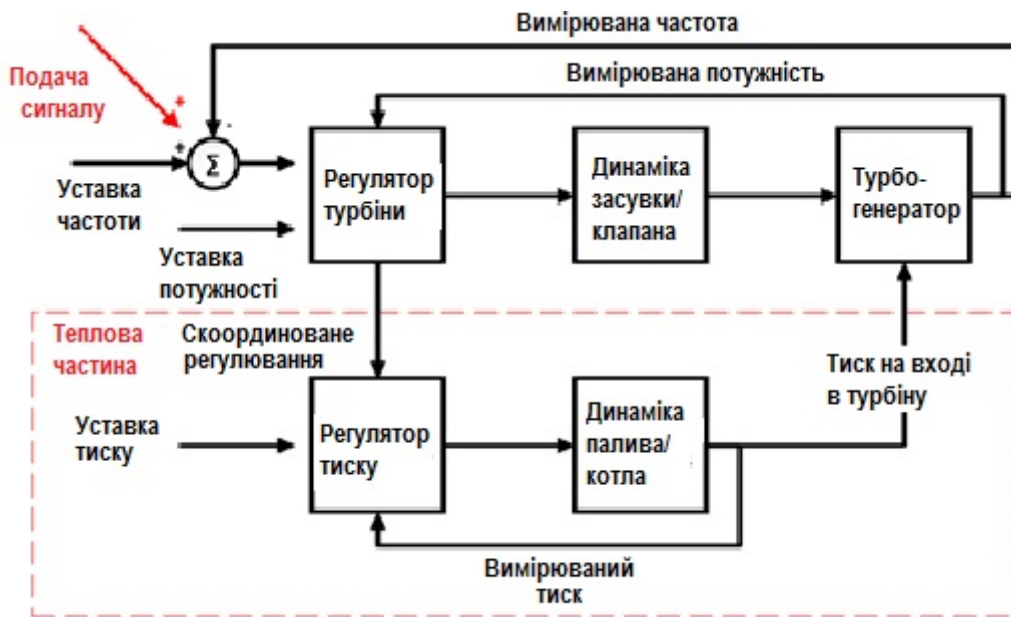 Вимірювана частота
Вимірювана потужність
Подача
сигналу
+
-
+
Σ
Уставка
частоти
Уставка
потужності
Регулятор
турбіни
Динаміка
засувки/
клапана
Турбо-
генератор
Теплова
частина
Скоординоване
регулювання
Тиск на вході
в турбіну
Уставка
тиску
Регулятор
тиску
Динаміка
палива/
котла
Вимірюваний
тиск